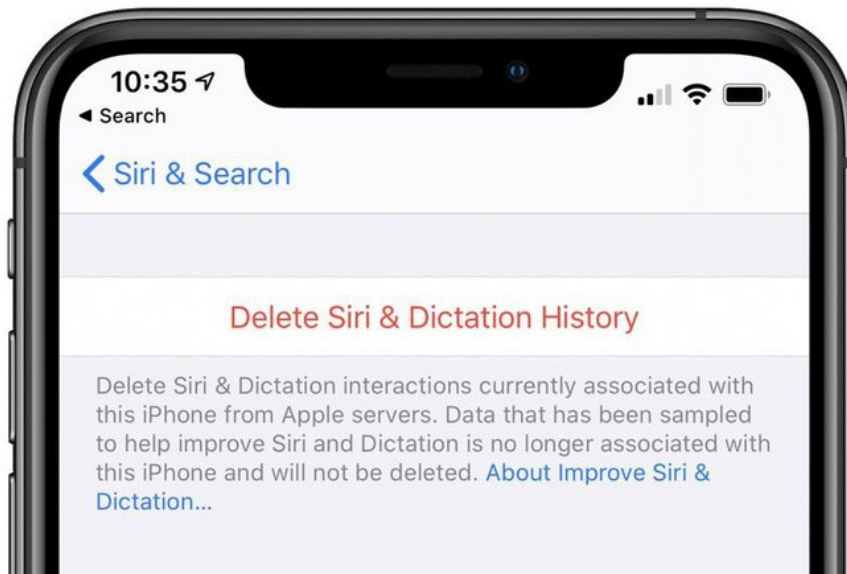 10:35
Search
Siri & Search
Delete Siri & Dictation History
Delete Siri & Dictation interactions currently associated with
this iPhone from Apple servers. Data that has been sampled
to help improve Siri and Dictation is no longer associated with
this iPhone and will not be deleted. About Improve Siri &
Dictation...